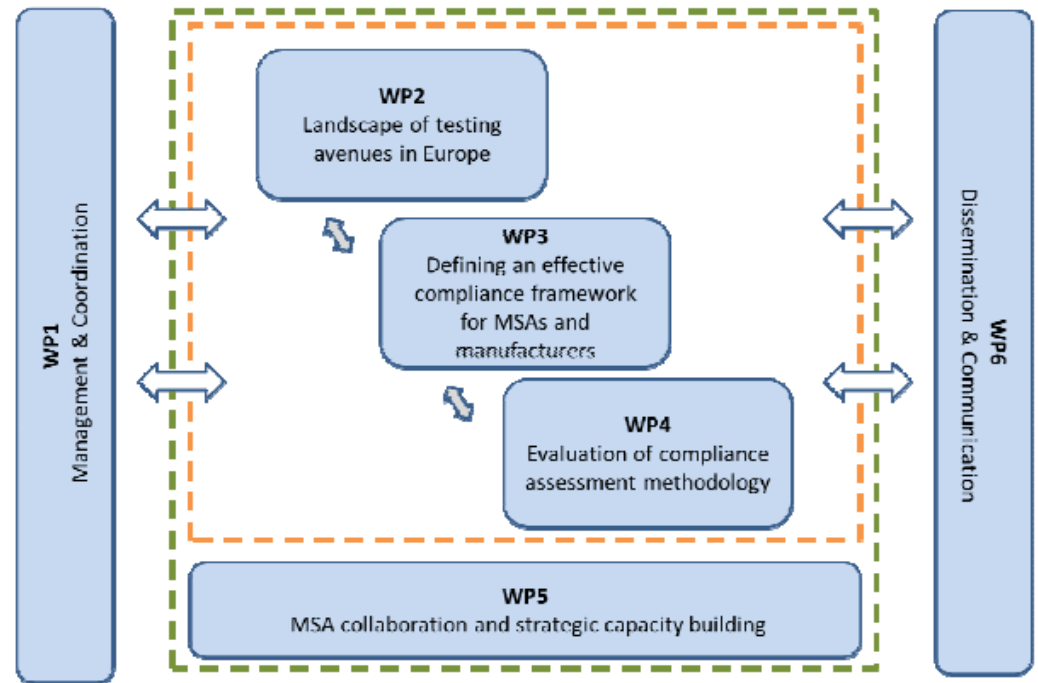 WP1
Management & Coordination
WP2
Landscape of testing
avenues in Europe
WP3
Defining an effective
compliance framework
for MSAs and
manufacturers
WP4
Evaluation of compliance
assessment methodology
WP5
MSA collaboration and strategic capacity building
WP6
Dissemination & Communication